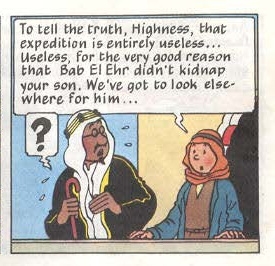 To tell the truth, Highness, that
expedition is entirely useless...
Useless, for the very good reason
that Bab El Ehr didn't kidnap
your son. We've got to look else-
where for him...
?